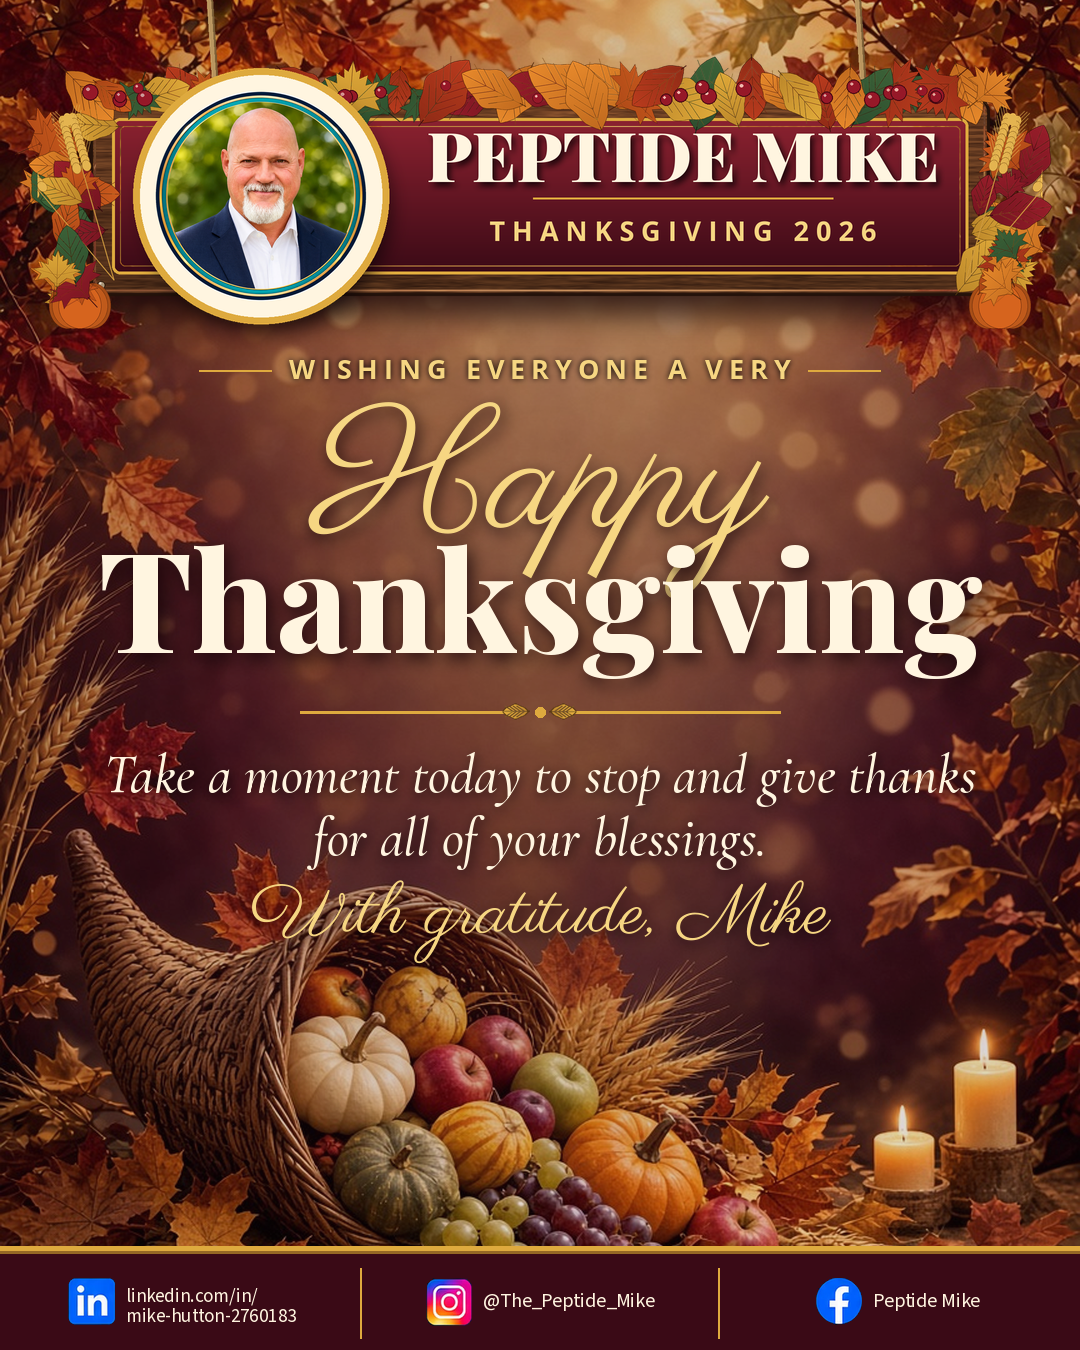 PEPTIDE MIKE
THANKSGIVING 2026
WISHING EVERYONE A VERY
Happy
Thanksgiving
Take a moment today to stop and give thanks
for all of your blessings.
With gratitude, Mike
in
linkedin.com/in/
mike-hutton-2760183
@The_Peptide_Mike
f
Peptide Mike